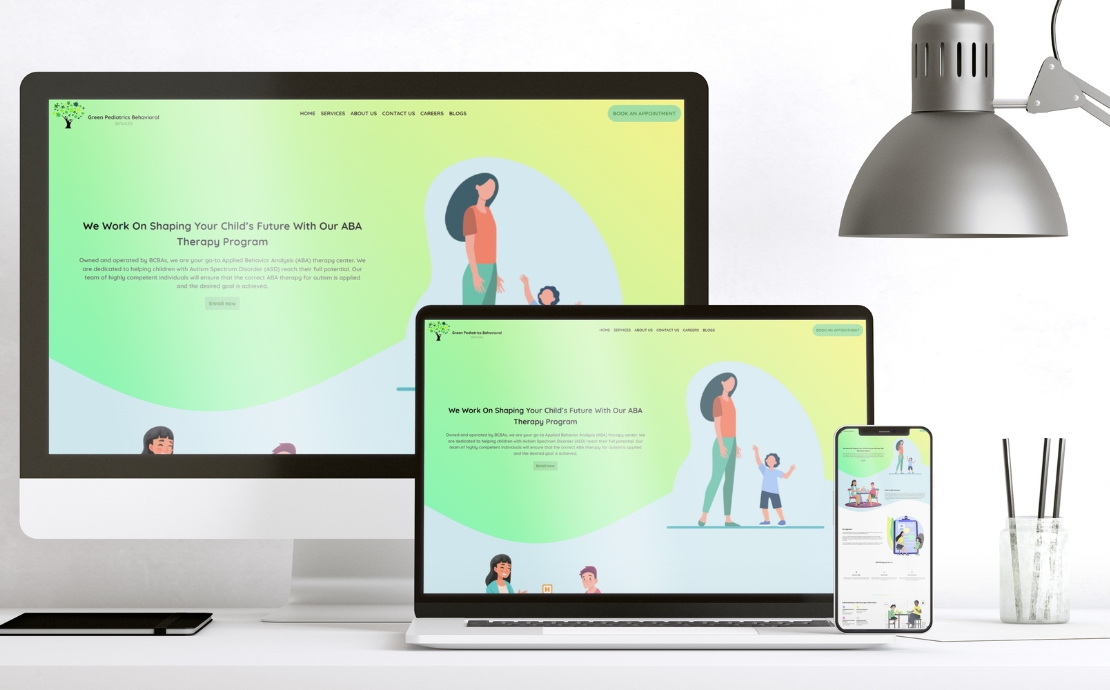 Green Pediatrics Behavioral
SERVICES
HOME SERVICES ABOUT US CONTACT US CAREERS BLOGS
BOOK AN APPOINTMENT
We Work On Shaping Your Child's Future With Our ABA
Therapy Program
Owned and operated by BCBAs, we are your go-to Applied Behavior Analysis (ABA) therapy center. We
are dedicated to helping children with Autism Spectrum Disorder (ASD) reach their full potential. Our
team of highly competent individuals will ensure that the correct ABA therapy for autism is applied
and the desired goal is achieved.
Enroll now
Green Pediatrics Behavioral
SERVICES
HOME SERVICES ABOUT US CONTACT US CAREERS BLOGS
BOOK AN APPOINTMENT
We Work On Shaping Your Child's Future With Our ABA
Therapy Program
Owned and operated by BCBAs, we are your go-to Applied Behavior Analysis (ABA) therapy center. We
are dedicated to helping children with Autism Spectrum Disorder (ASD) reach their full potential. Our
team of highly competent individuals will ensure that the correct ABA therapy for autism is applied
and the desired goal is achieved.
Enroll now
H